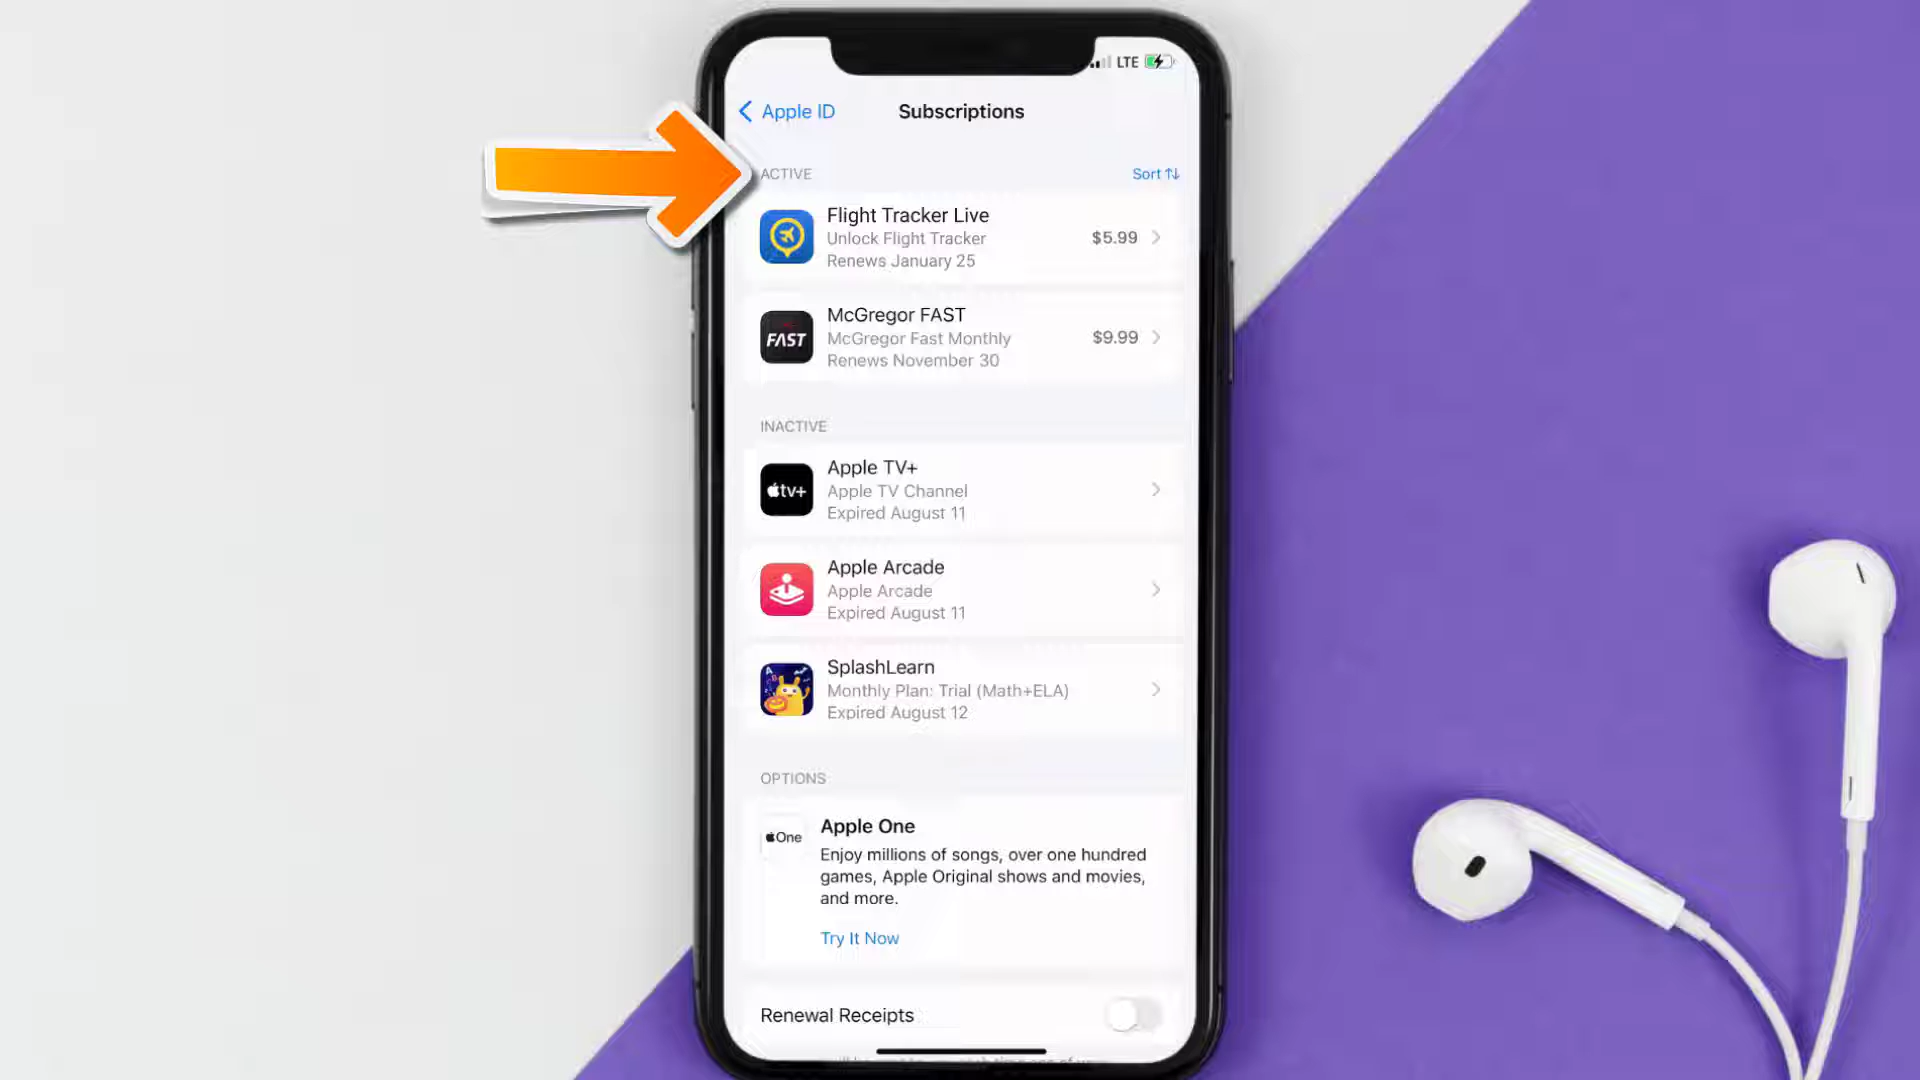 LTE
Apple ID
Subscriptions
ACTIVE
Sort
Flight Tracker Live
Unlock Flight Tracker
$5.99
Renews January 25
McGregor FAST
FAST
McGregor Fast Monthly
$9.99
Renews November 30
INACTIVE
Apple TV+
tv+
Apple TV Channel
Expired August 11
Apple Arcade
Apple Arcade
Expired August 11
SplashLearn
Monthly Plan: Trial (Math+ELA)
Expired August 12
OPTIONS
Apple One
One
Enjoy millions of songs, over one hundred
games, Apple Original shows and movies,
and more.
Try It Now
Renewal Receipts